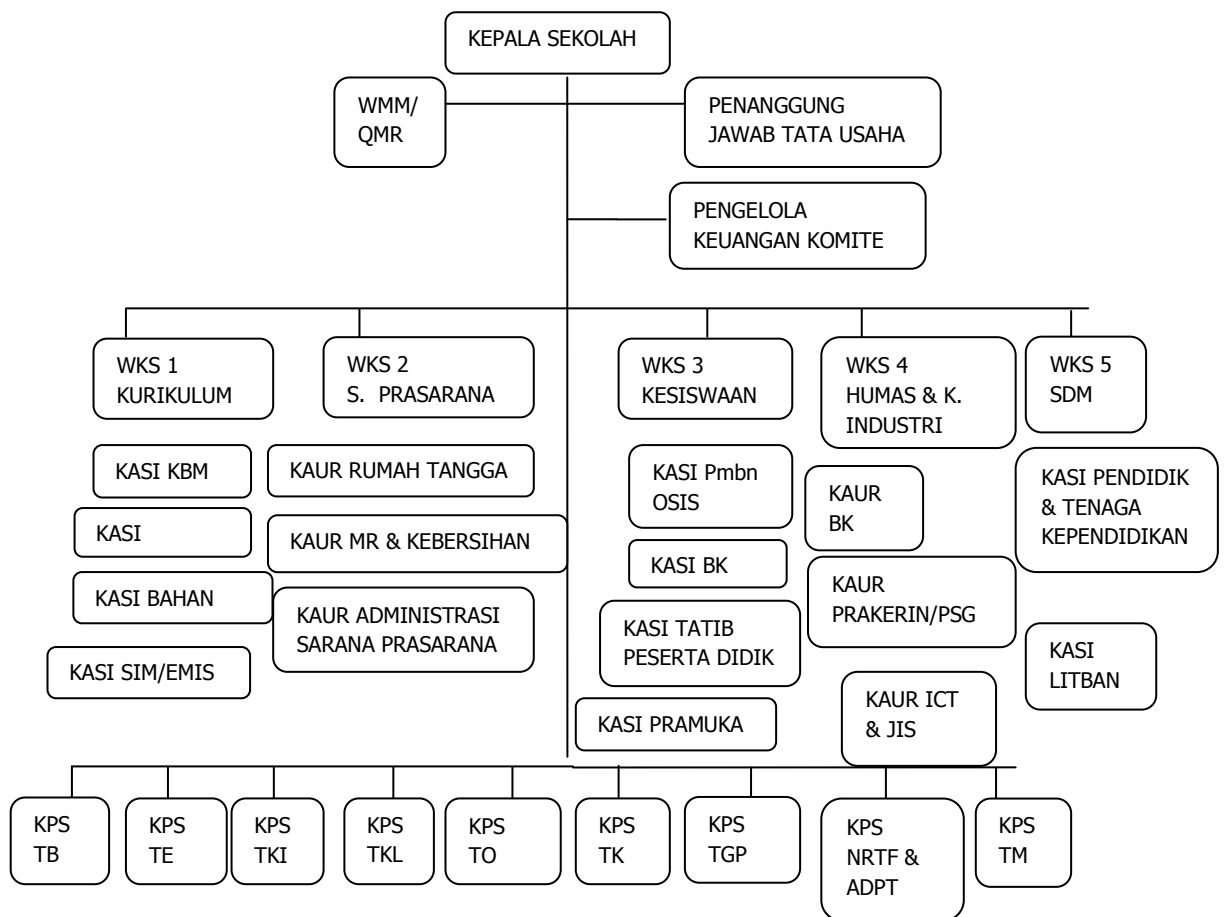 KEPALA SEKOLAH
WMM/
QMR
PENANGGUNG
JAWAB TATA USAHA
PENGELOLA
KEUANGAN KOMITE
WKS 1
KURIKULUM
WKS 2
S. PRASARANA
WKS 3
KESISWAAN
WKS 4
HUMAS & K.
INDUSTRI
WKS 5
SDM
KASI KBM
KASI
KASI BAHAN
KASI SIM/EMIS
KAUR RUMAH TANGGA
KAUR MR & KEBERSIHAN
KAUR ADMINISTRASI
SARANA PRASARANA
KASI Pmbn
OSIS
KASI BK
KASI TATIB
PESERTA DIDIK
KASI PRAMUKA
KAUR
BK
KAUR
PRAKERIN/PSG
KAUR ICT
& JIS
KASI PENDIDIK
& TENAGA
KEPENDIDIKAN
KASI
LITBAN
KPS
TB
KPS
TE
KPS
TKI
KPS
TKL
KPS
TO
KPS
TK
KPS
TGP
KPS
NRTF &
ADPT
KPS
TM